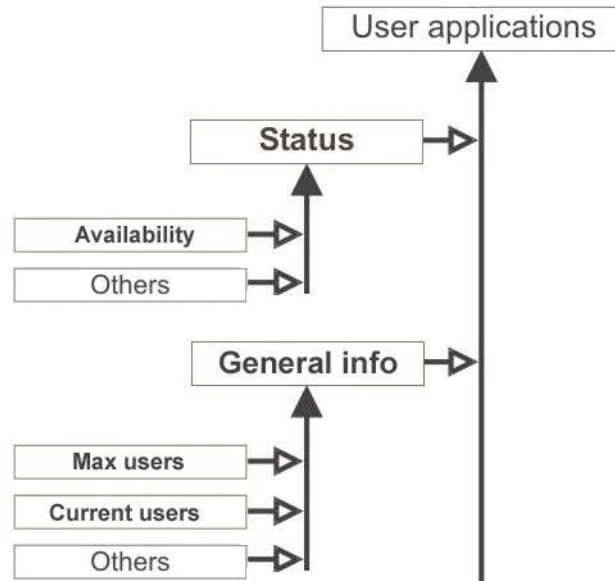 User applications
Status
Availability
Others
General info
Max users
Current users
Others